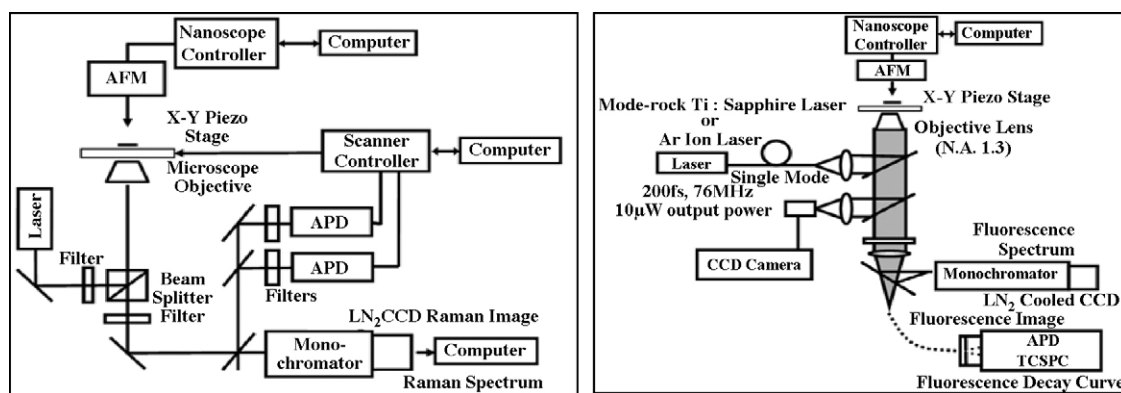 Nanoscope
Controller
Computer
AFM
X-Y Piezo
Stage
Microscope
Objective
Scanner
Controller
Computer
Laser
APD
APD
Filter
Beam
Splitter
Filters
Filter
LN2CCD Raman Image
Mono-
chromator
Computer
Raman Spectrum
Nanoscope
Controller
Computer
AFM
X-Y Piezo Stage
Mode-rock Ti : Sapphire Laser
or
Ar Ion Laser
Objective Lens
(N.A. 1.3)
Laser
Single Mode
200fs, 76MHz
10μW output power
CCD Camera
Fluorescence
Spectrum
Monochromator
LN2 Cooled CCD
Fluorescence Image
APD
TCSPC
Fluorescence Decay Curve